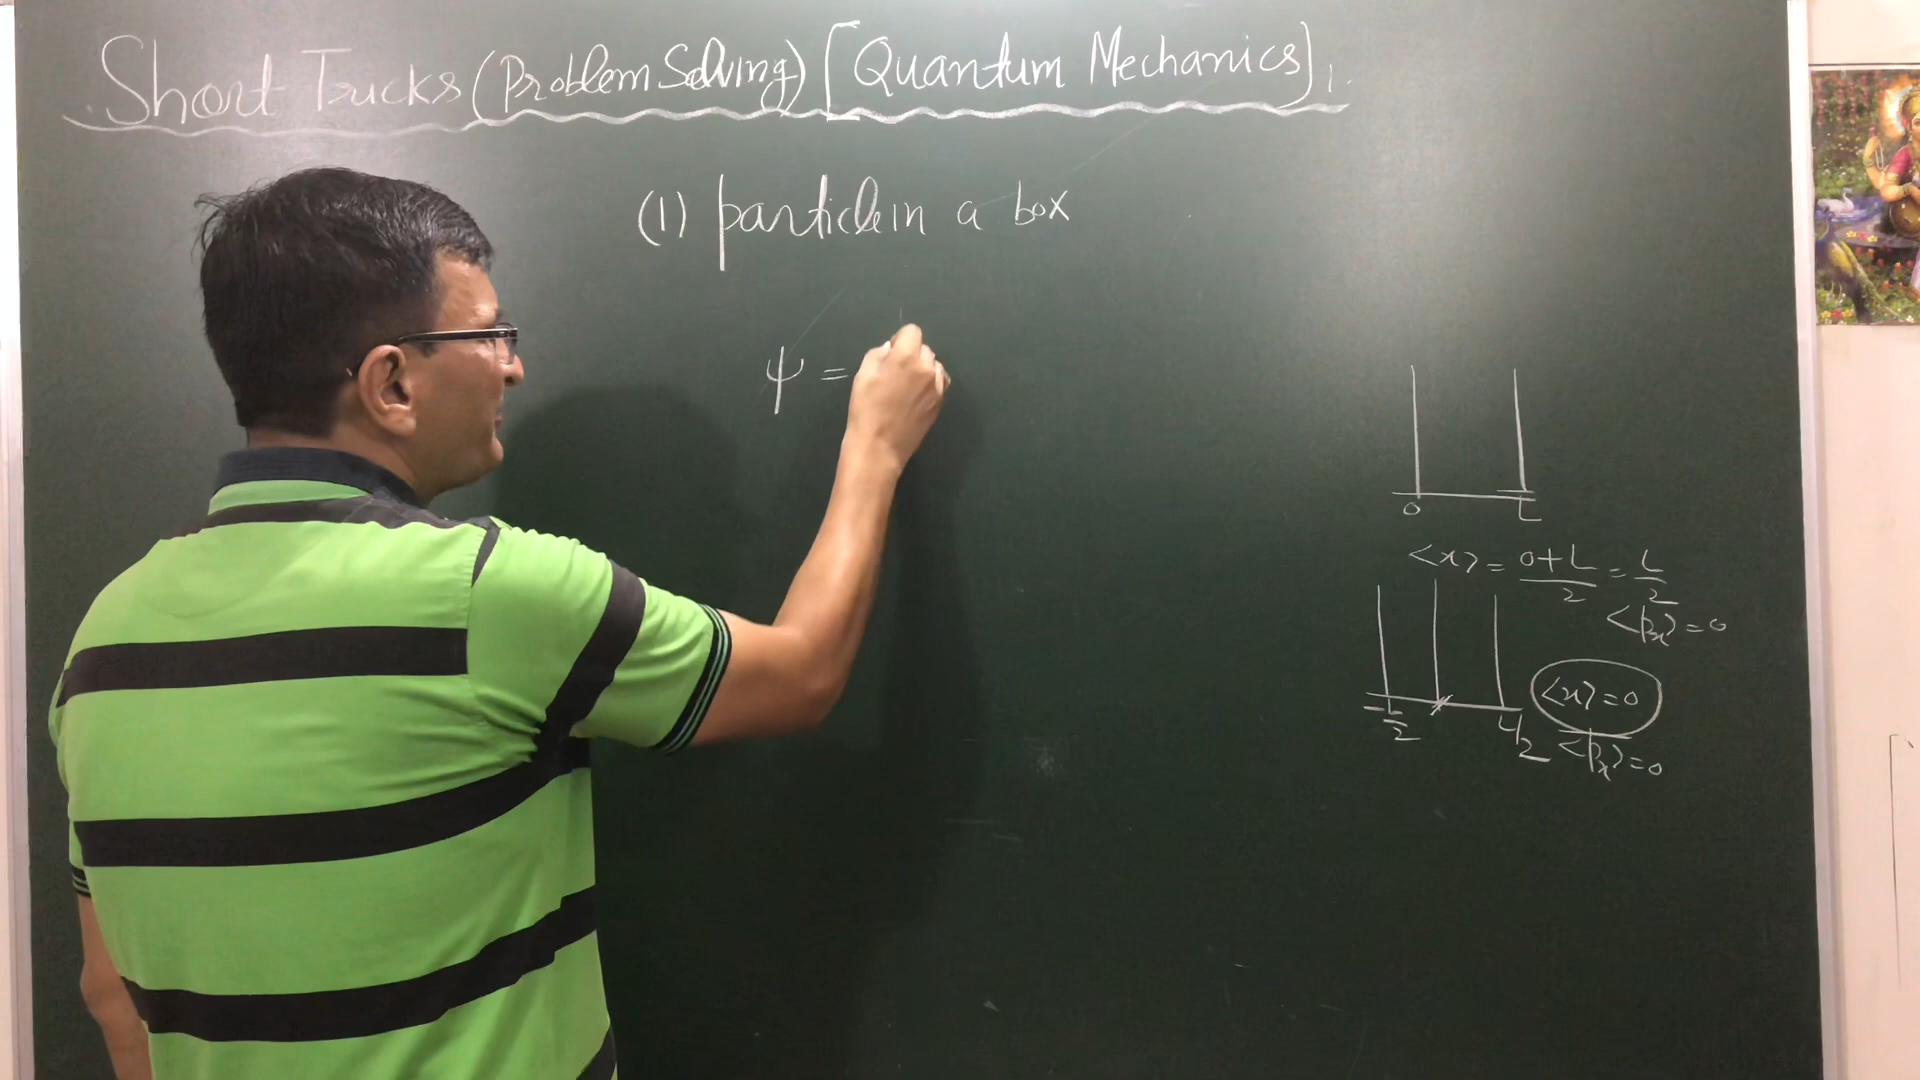 Short Trucks (Problem Solving) [Quantum Mechanics],
(1) particle in a box
ψ =
0 L
<x> = 0+L/2 = L/2
<px> = 0
-L/2 L/2
<x> = 0
<px> = 0